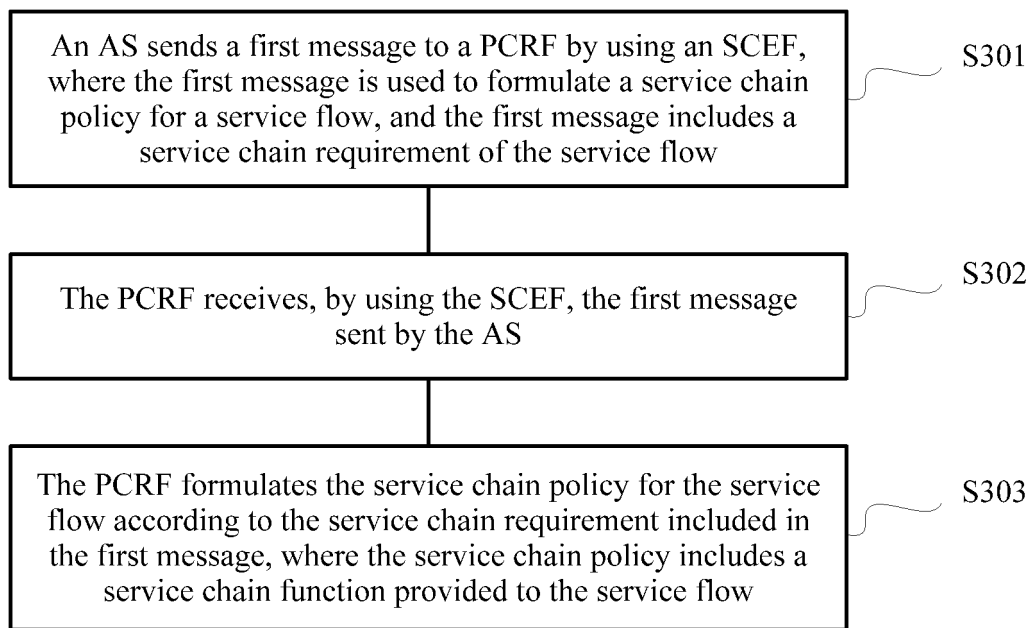 An AS sends a first message to a PCRF by using an SCEF,
where the first message is used to formulate a service chain
policy for a service flow, and the first message includes a
service chain requirement of the service flow
S301
The PCRF receives, by using the SCEF, the first message
sent by the AS
S302
The PCRF formulates the service chain policy for the service
flow according to the service chain requirement included in
the first message, where the service chain policy includes a
service chain function provided to the service flow
S303